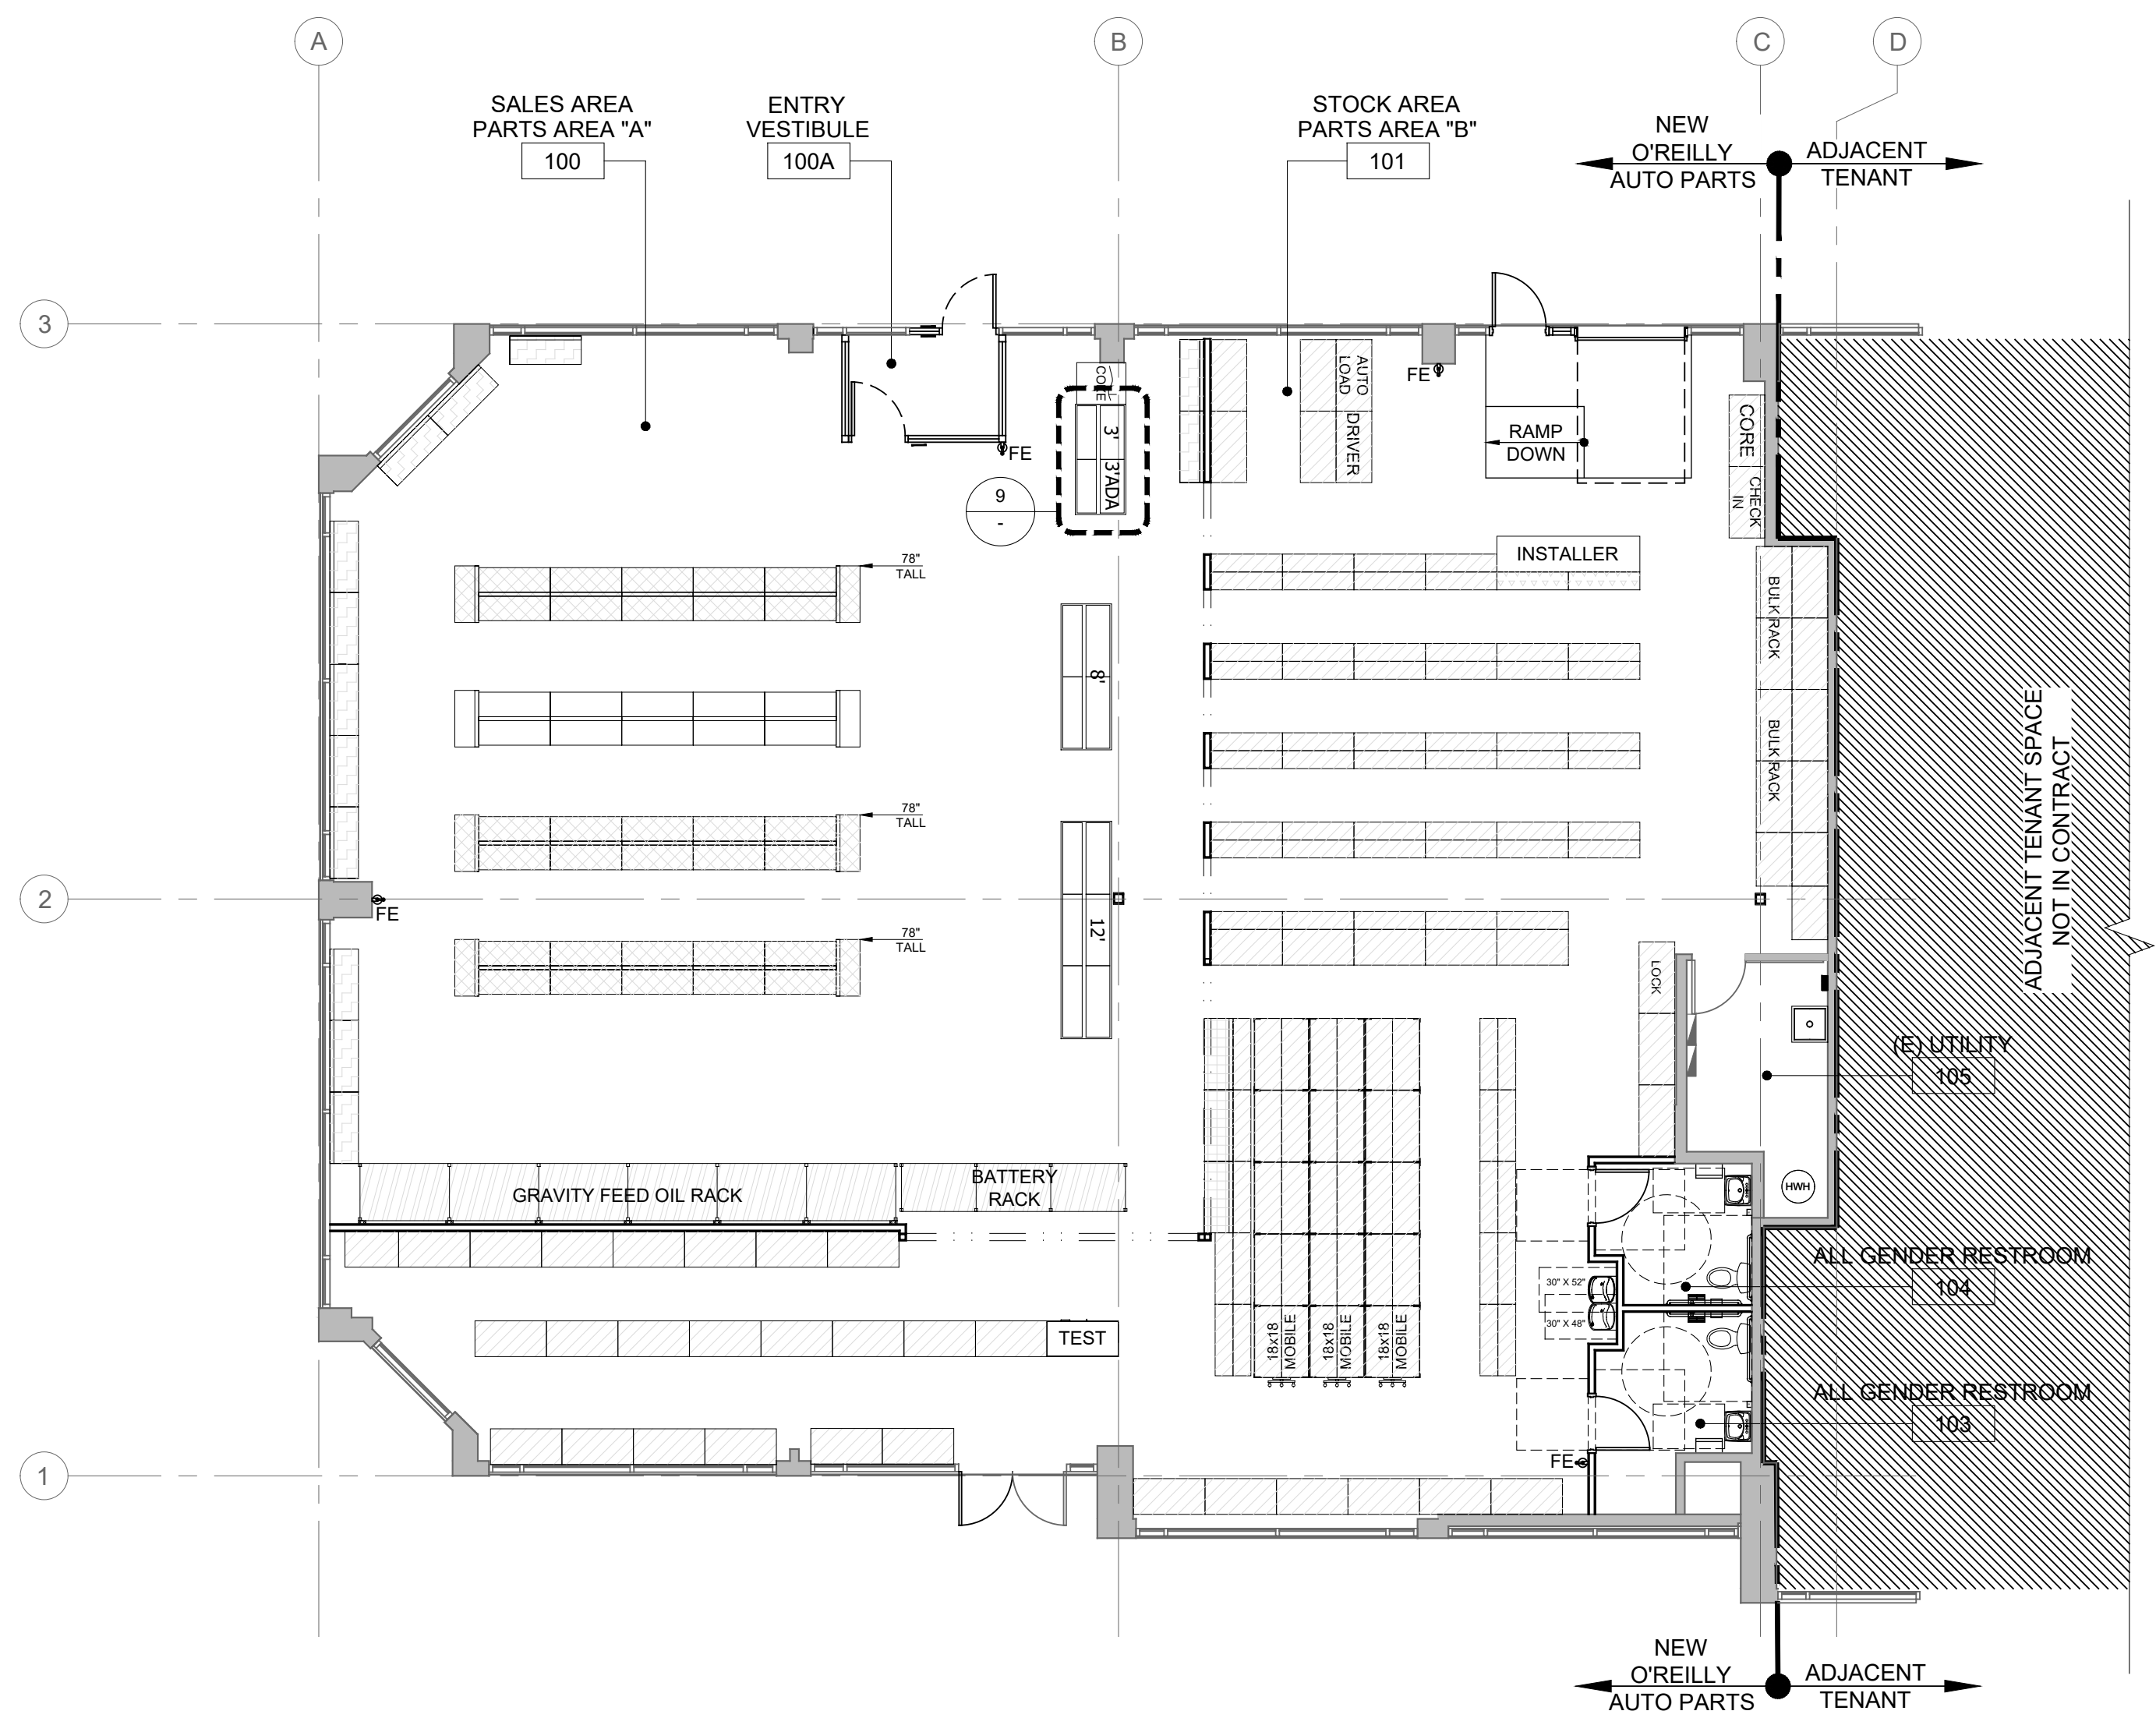 A
B
C
D
SALES AREA
PARTS AREA "A"
100
ENTRY
VESTIBULE
100A
STOCK AREA
PARTS AREA "B"
101
NEW
O'REILLY
AUTO PARTS
ADJACENT
TENANT
3
CORE
FE
3'
3'ADA
9
-
AUTO
LOAD
DRIVER
FE
RAMP
DOWN
CORE
CHECK
IN
78"
TALL
INSTALLER
BULK RACK
8'
BULK RACK
ADJACENT TENANT SPACE
NOT IN CONTRACT
78"
TALL
2
FE
12'
78"
TALL
LOCK
(E) UTILITY
105
GRAVITY FEED OIL RACK
BATTERY
RACK
HWH
ALL GENDER RESTROOM
104
30" X 52"
30" X 48"
TEST
18x18
MOBILE
18x18
MOBILE
18x18
MOBILE
ALL GENDER RESTROOM
103
FE
1
NEW
O'REILLY
AUTO PARTS
ADJACENT
TENANT